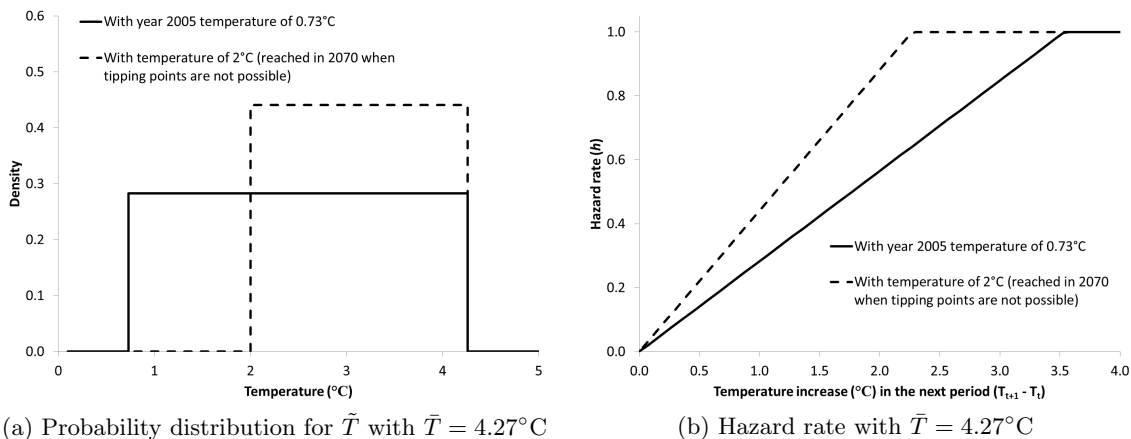 0.6
0.5
0.4
0.3
0.2
0.1
0.0
Density
With year 2005 temperature of 0.73°C
With temperature of 2°C (reached in 2070 when
tipping points are not possible)
0 1 2 3 4 5
Temperature (°C)
(a) Probability distribution for T̃ with T̄ = 4.27°C
1.0
0.8
0.6
0.4
0.2
0.0
Hazard rate (h)
With year 2005 temperature of 0.73°C
With temperature of 2°C (reached in 2070
when tipping points are not possible)
0.0 0.5 1.0 1.5 2.0 2.5 3.0 3.5 4.0
Temperature increase (°C) in the next period (Tt+1 - Tt)
(b) Hazard rate with T̄ = 4.27°C